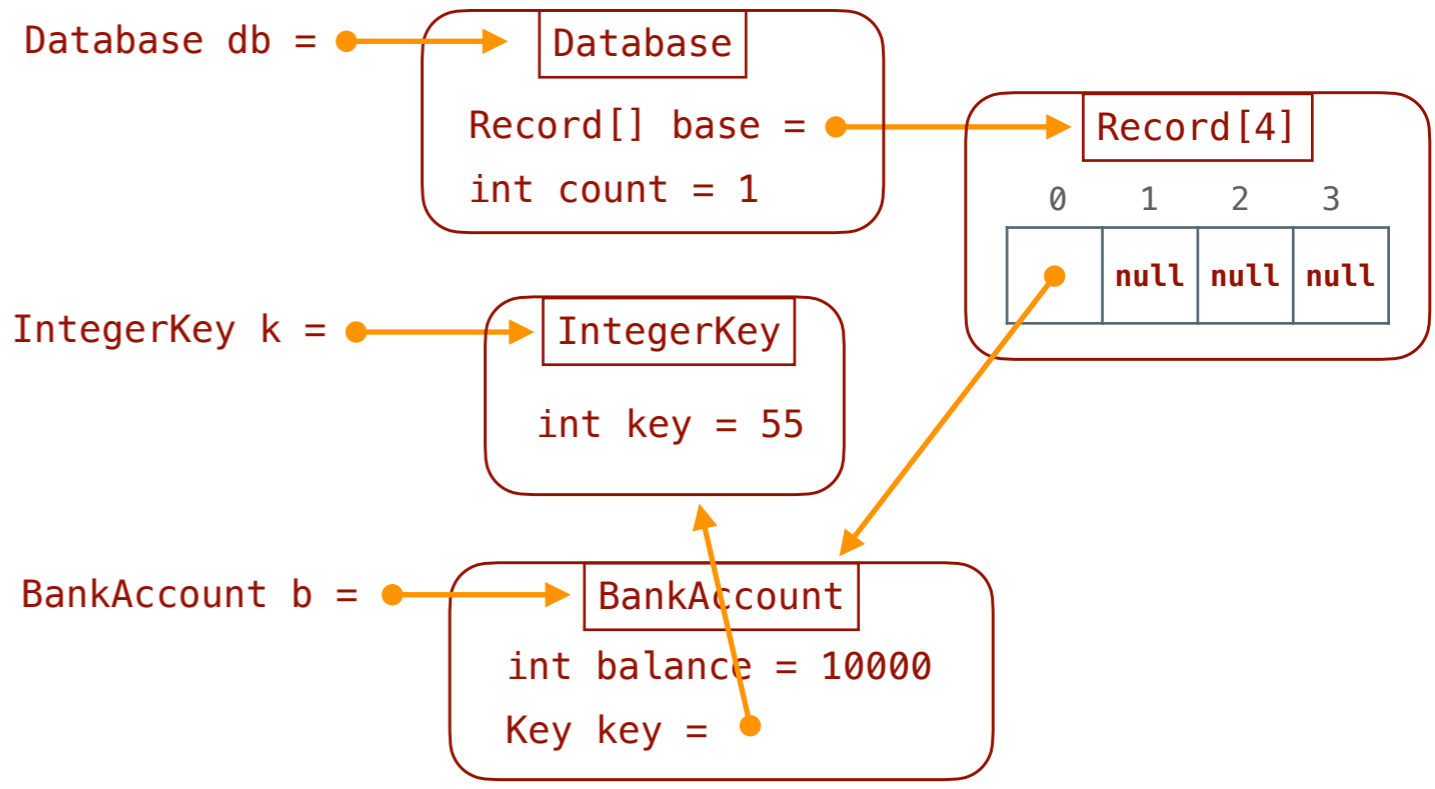 Database db =
Database
Record[] base =
int count = 1
Record[4]
0 1 2 3
null null null
IntegerKey k =
IntegerKey
int key = 55
BankAccount b =
BankAccount
int balance = 10000
Key key =